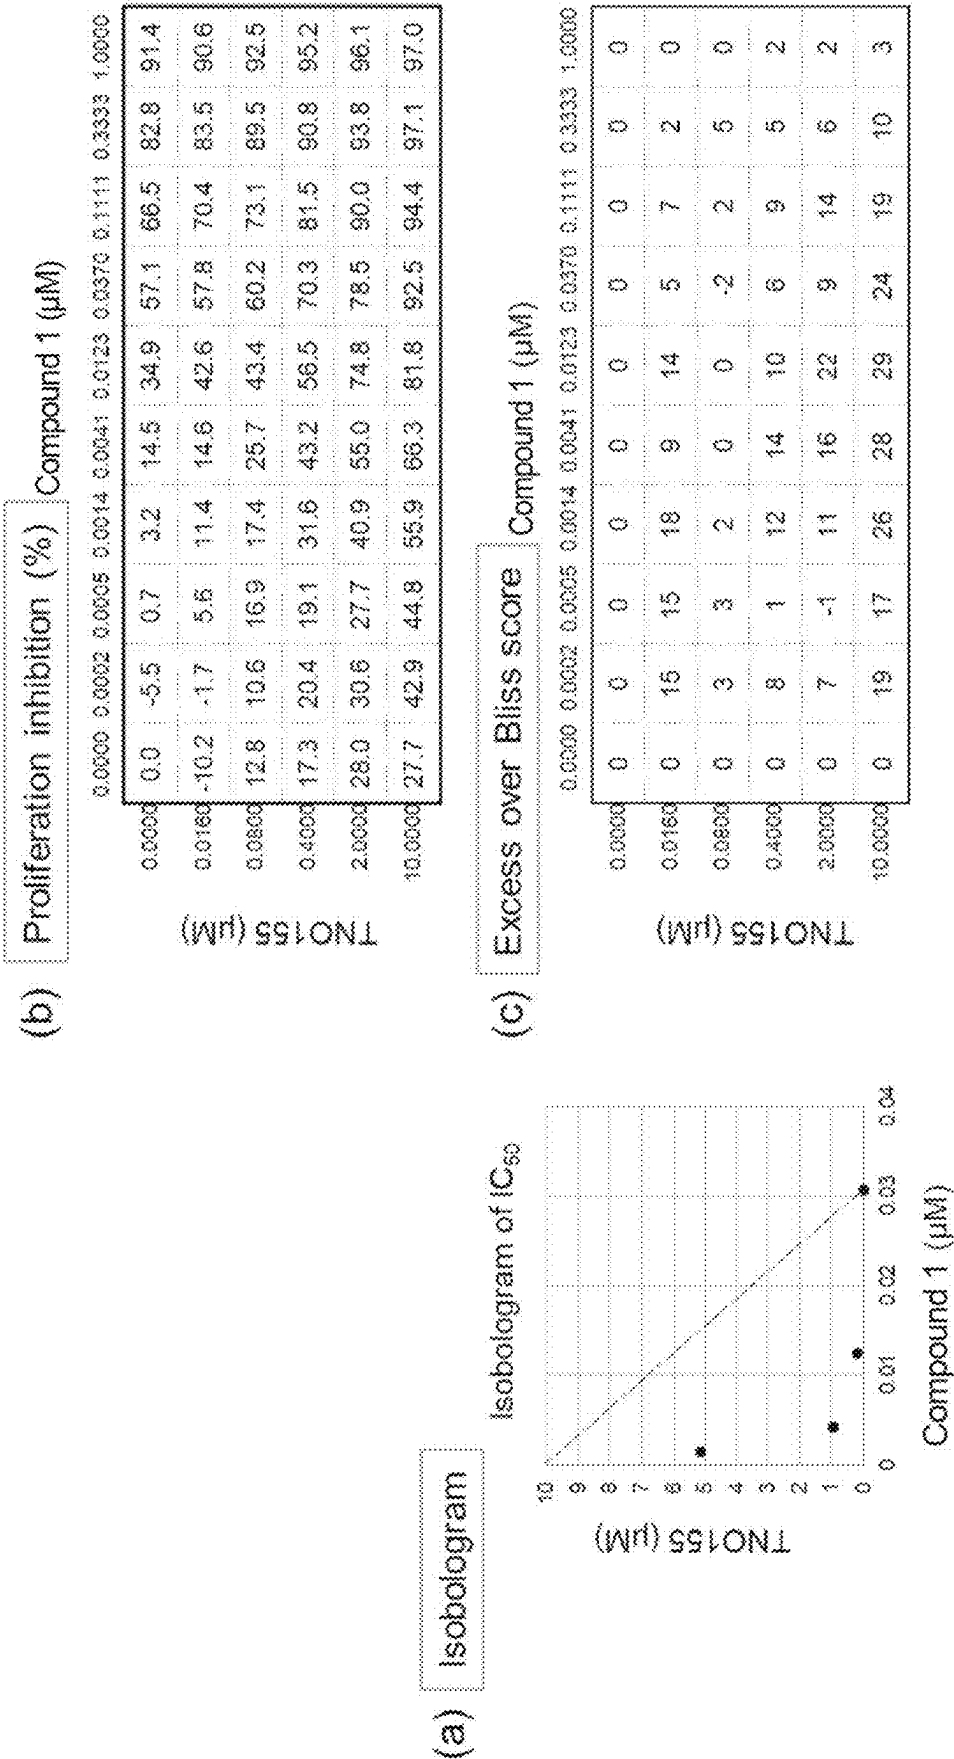 (a) Isobologram
Isobologram of IC50
TNO155 (µM)
10
9
8
7
6
5
4
3
2
1
0
0 0.01 0.02 0.03 0.04
Compound 1 (µM)
(b) Proliferation inhibition (%)
Compound 1 (µM)
0.0000 0.0002 0.0005 0.0014 0.0041 0.0123 0.0370 0.1111 0.3333 1.0000
TNO155 (µM)
0.0000 0.0 -5.5 0.7 3.2 14.5 34.9 57.1 66.5 82.8 91.4
0.0160 -10.2 -1.7 5.6 11.4 14.6 42.6 57.8 70.4 83.5 90.6
0.0800 12.8 10.6 16.9 17.4 25.7 43.4 60.2 73.1 89.5 92.5
0.4000 17.3 20.4 19.1 31.6 43.2 56.5 70.3 81.5 90.8 95.2
2.0000 28.0 30.6 27.7 40.9 55.0 74.8 78.5 90.0 93.8 96.1
10.0000 27.7 42.9 44.8 55.9 66.3 81.8 92.5 94.4 97.1 97.0
(c) Excess over Bliss score
Compound 1 (µM)
0.0000 0.0002 0.0005 0.0014 0.0041 0.0123 0.0370 0.1111 0.3333 1.0000
TNO155 (µM)
0.0000 0 0 0 0 0 0 0 0 0 0
0.0160 0 15 15 18 9 14 5 7 2 0
0.0800 0 3 3 2 0 0 -2 2 5 0
0.4000 0 8 1 12 14 10 6 9 5 2
2.0000 0 7 -1 11 16 22 9 14 6 2
10.0000 0 19 17 26 28 29 24 19 10 3